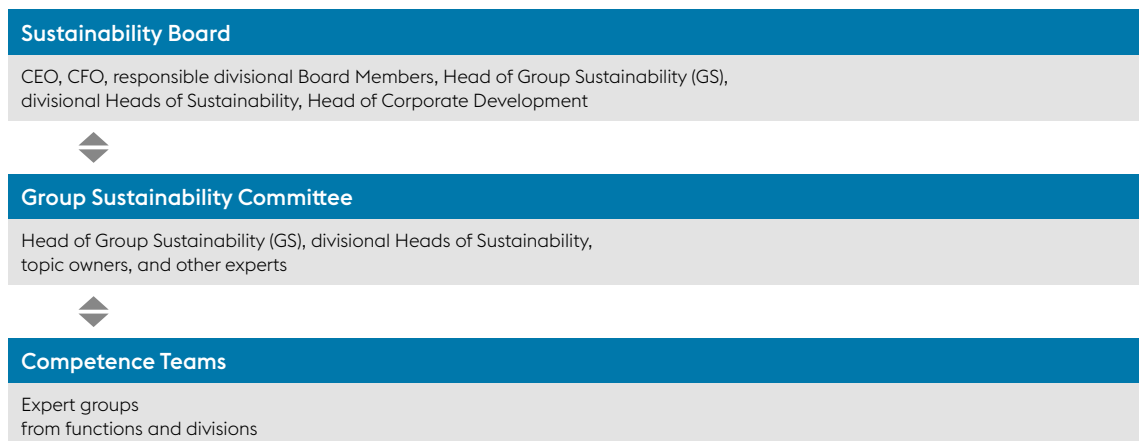 Sustainability Board
CEO, CFO, responsible divisional Board Members, Head of Group Sustainability (GS),
divisional Heads of Sustainability, Head of Corporate Development
Group Sustainability Committee
Head of Group Sustainability (GS), divisional Heads of Sustainability,
topic owners, and other experts
Competence Teams
Expert groups
from functions and divisions